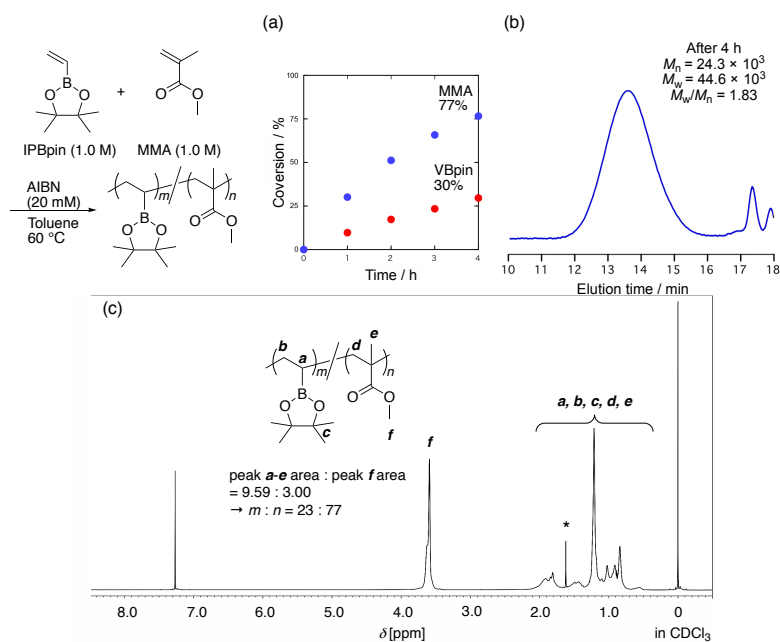 (a)
(b)
B
O
O
+
O
O
IPBpin (1.0 M)
MMA (1.0 M)
AIBN
(20 mM)
Toluene
60 °C
m
n
B
O
O
O
O
Coversion / %
100
75
50
25
0
0
1
2
3
4
Time / h
MMA
77%
VBpin
30%
After 4 h
Mn = 24.3 × 10³
Mw = 44.6 × 10³
Mw/Mn = 1.83
10
11
12
13
14
15
16
17
18
Elution time / min
(c)
b
a
m
d
e
n
B
O
O
O
O
c
f
peak a-e area : peak f area
= 9.59 : 3.00
→ m : n = 23 : 77
f
a, b, c, d, e
*
8.0
7.0
6.0
5.0
4.0
3.0
2.0
1.0
0
δ [ppm]
in CDCl₃